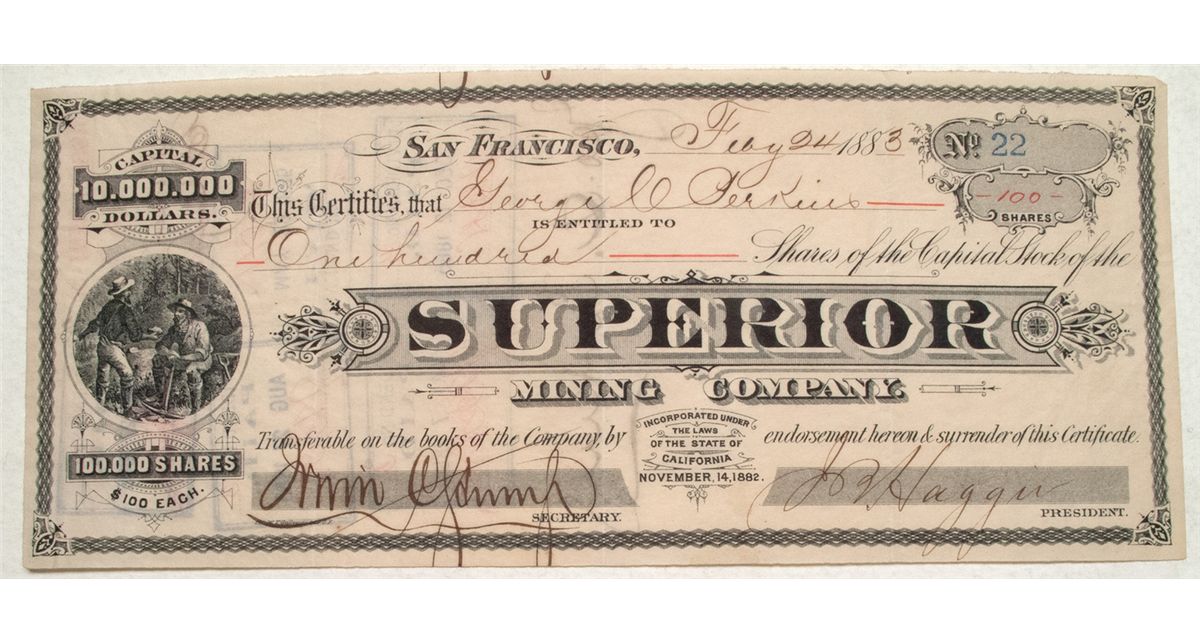 CAPITAL
10.000.000
DOLLARS.
SAN FRANCISCO, Feby 24 1883
Nº 22
This Certifies, that George C Perkins
100
SHARES
IS ENTITLED TO
One hundred Shares of the Capital Stock of the
SUPERIOR
MINING COMPANY.
INCORPORATED UNDER
THE LAWS
OF THE STATE OF
CALIFORNIA
NOVEMBER, 14, 1882.
Transferable on the books of the Company, by endorsement hereon & surrender of this Certificate.
100.000 SHARES
$100 EACH.
Irwin C Stump
SECRETARY.
J B Haggin
PRESIDENT.